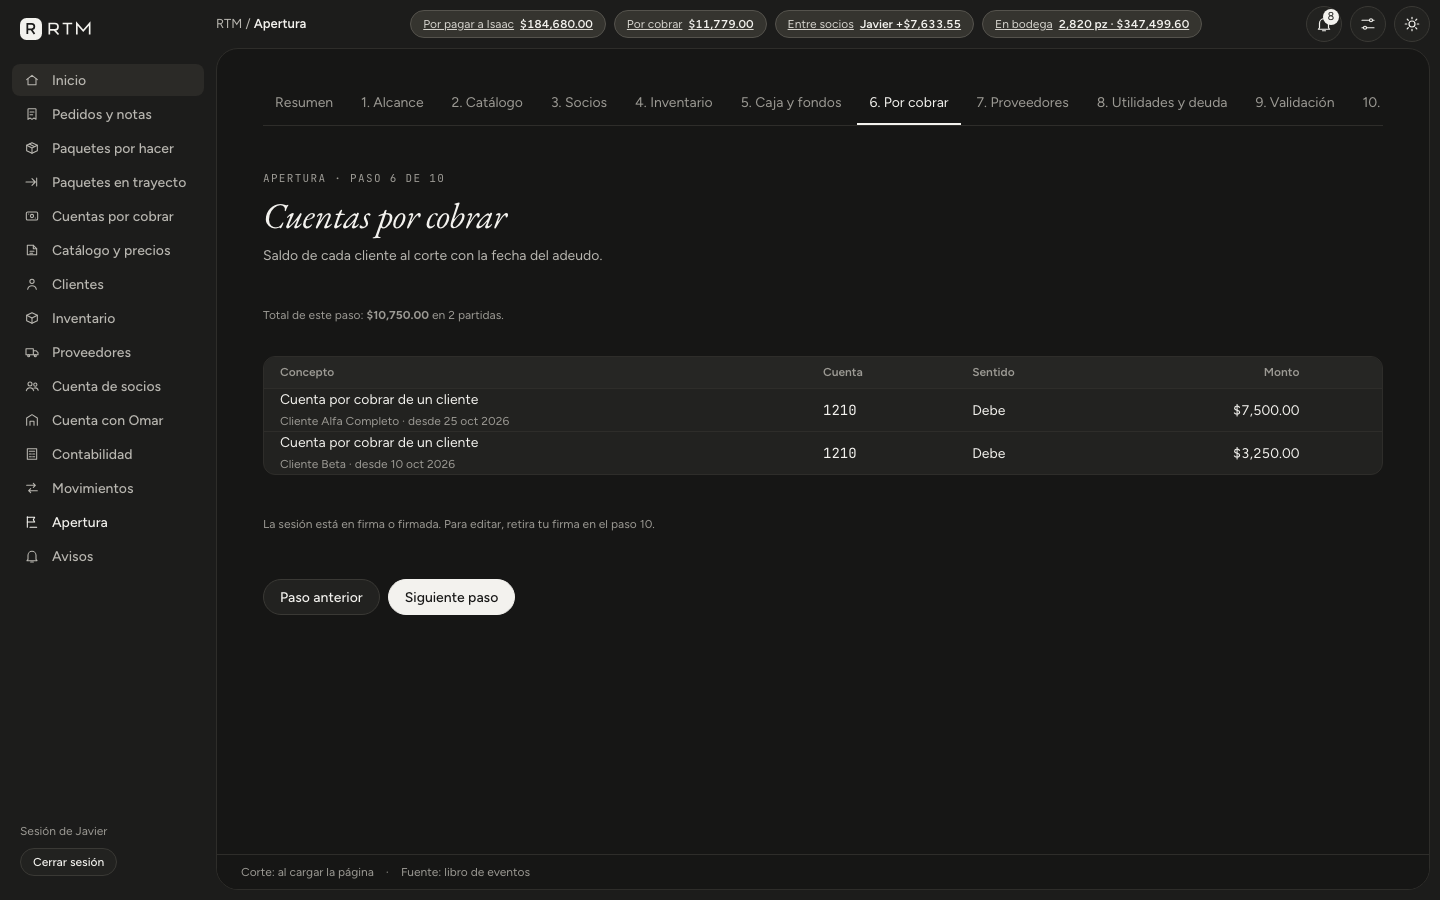 R RTM
RTM / Apertura
Por pagar a Isaac $184,680.00
Por cobrar $11,779.00
Entre socios Javier +$7,633.55
En bodega 2,820 pz · $347,499.60
8
Inicio
Pedidos y notas
Paquetes por hacer
Paquetes en trayecto
Cuentas por cobrar
Catálogo y precios
Clientes
Inventario
Proveedores
Cuenta de socios
Cuenta con Omar
Contabilidad
Movimientos
Apertura
Avisos
Sesión de Javier
Cerrar sesión
Resumen 1. Alcance 2. Catálogo 3. Socios 4. Inventario 5. Caja y fondos 6. Por cobrar 7. Proveedores 8. Utilidades y deuda 9. Validación 10.
APERTURA · PASO 6 DE 10
Cuentas por cobrar
Saldo de cada cliente al corte con la fecha del adeudo.
Total de este paso: $10,750.00 en 2 partidas.
Concepto Cuenta Sentido Monto
Cuenta por cobrar de un cliente 1210 Debe $7,500.00
Cliente Alfa Completo · desde 25 oct 2026
Cuenta por cobrar de un cliente 1210 Debe $3,250.00
Cliente Beta · desde 10 oct 2026
La sesión está en firma o firmada. Para editar, retira tu firma en el paso 10.
Paso anterior Siguiente paso
Corte: al cargar la página · Fuente: libro de eventos